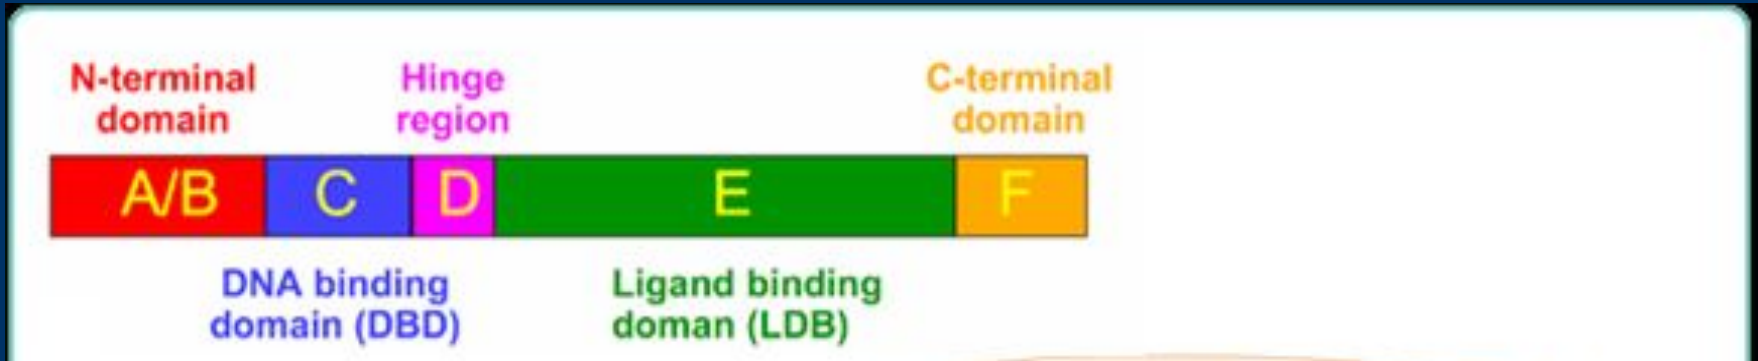 N-terminal
domain
Hinge
region
C-terminal
domain
A/B
C
D
E
F
DNA binding
domain (DBD)
Ligand binding
doman (LDB)